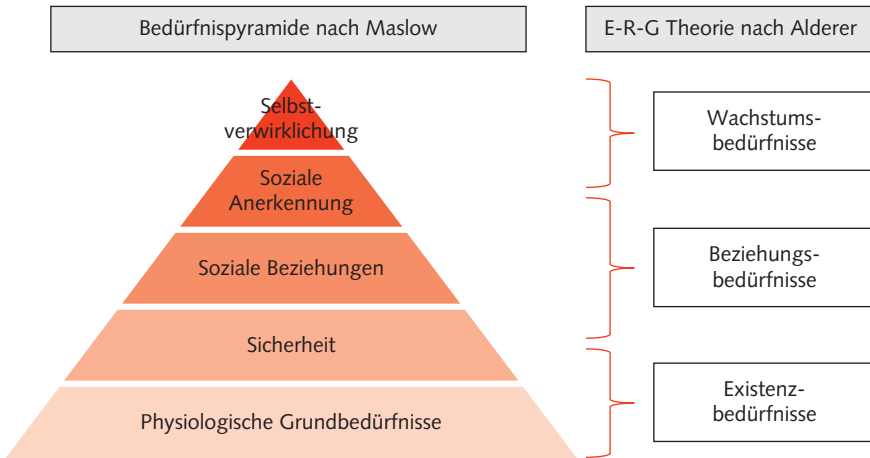 Bedürfnispyramide nach Maslow
E-R-G Theorie nach Alderer
Selbst-
verwirklichung
Soziale
Anerkennung
Soziale Beziehungen
Sicherheit
Physiologische Grundbedürfnisse
Wachstums-
bedürfnisse
Beziehungs-
bedürfnisse
Existenz-
bedürfnisse